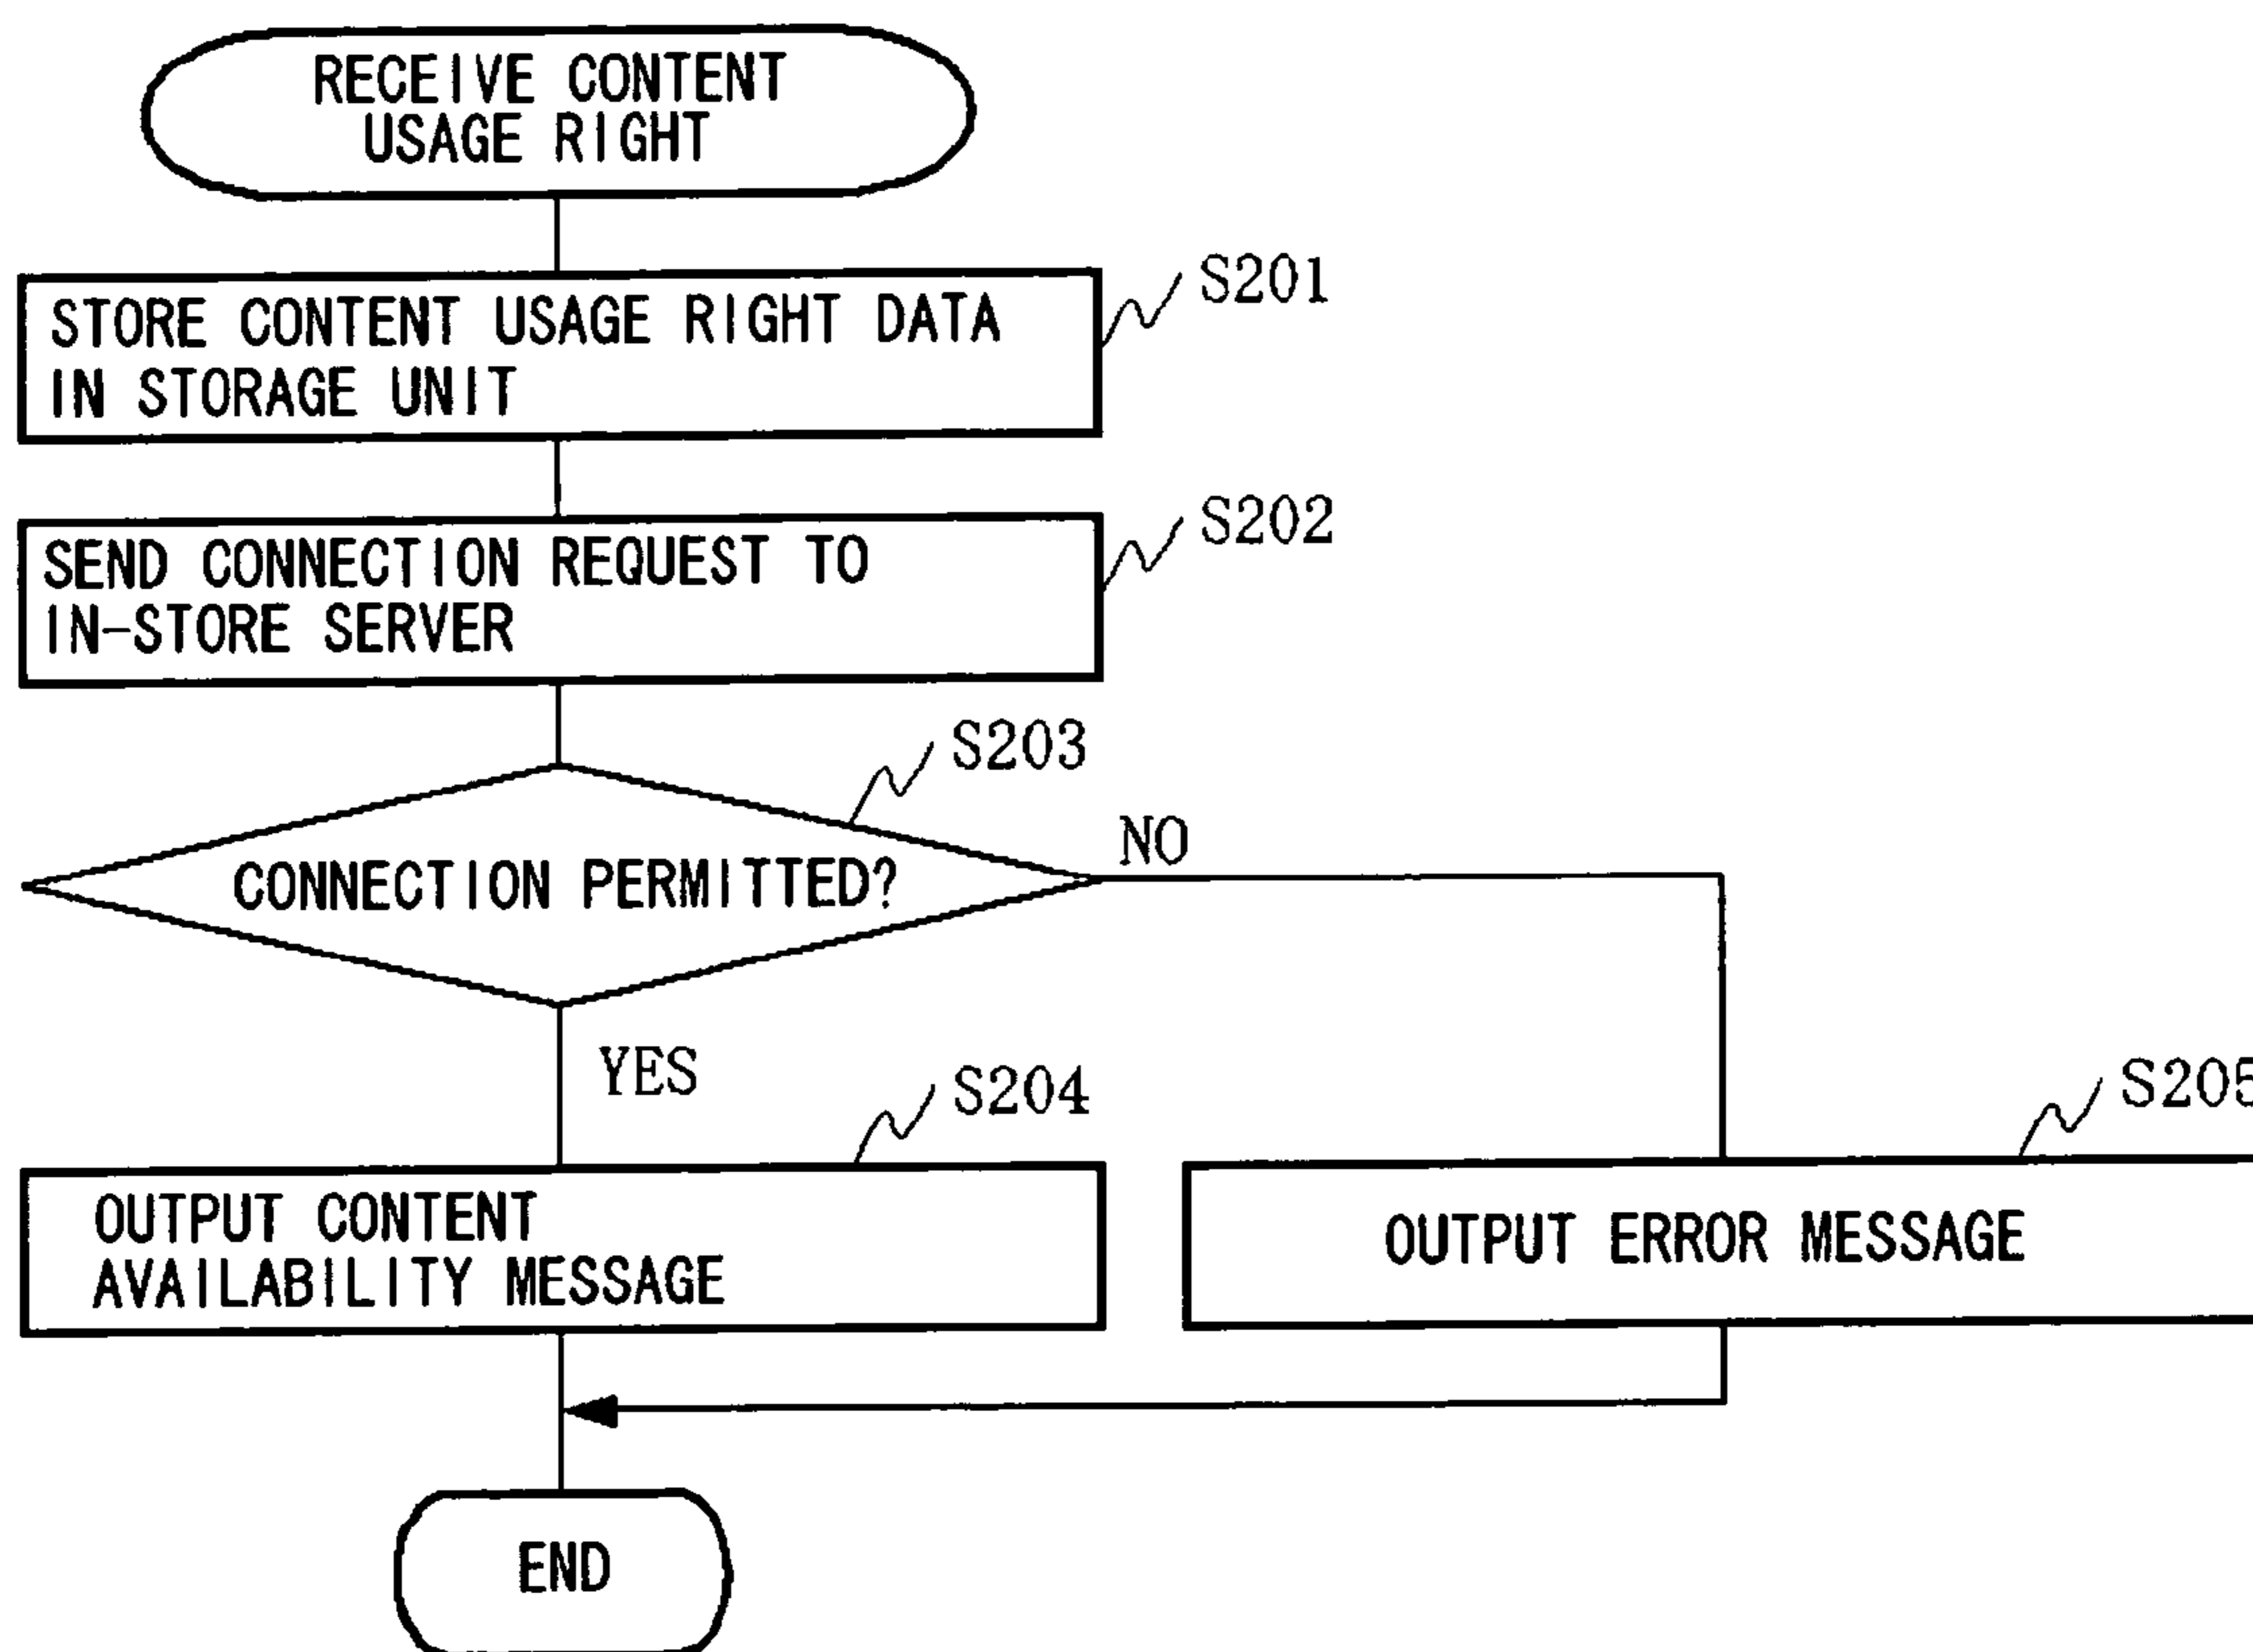 RECEIVE CONTENT
USAGE RIGHT
S201
STORE CONTENT USAGE RIGHT DATA
IN STORAGE UNIT
S202
SEND CONNECTION REQUEST TO
IN-STORE SERVER
S203
CONNECTION PERMITTED?
NO
YES
S204
OUTPUT CONTENT
AVAILABILITY MESSAGE
S205
OUTPUT ERROR MESSAGE
END